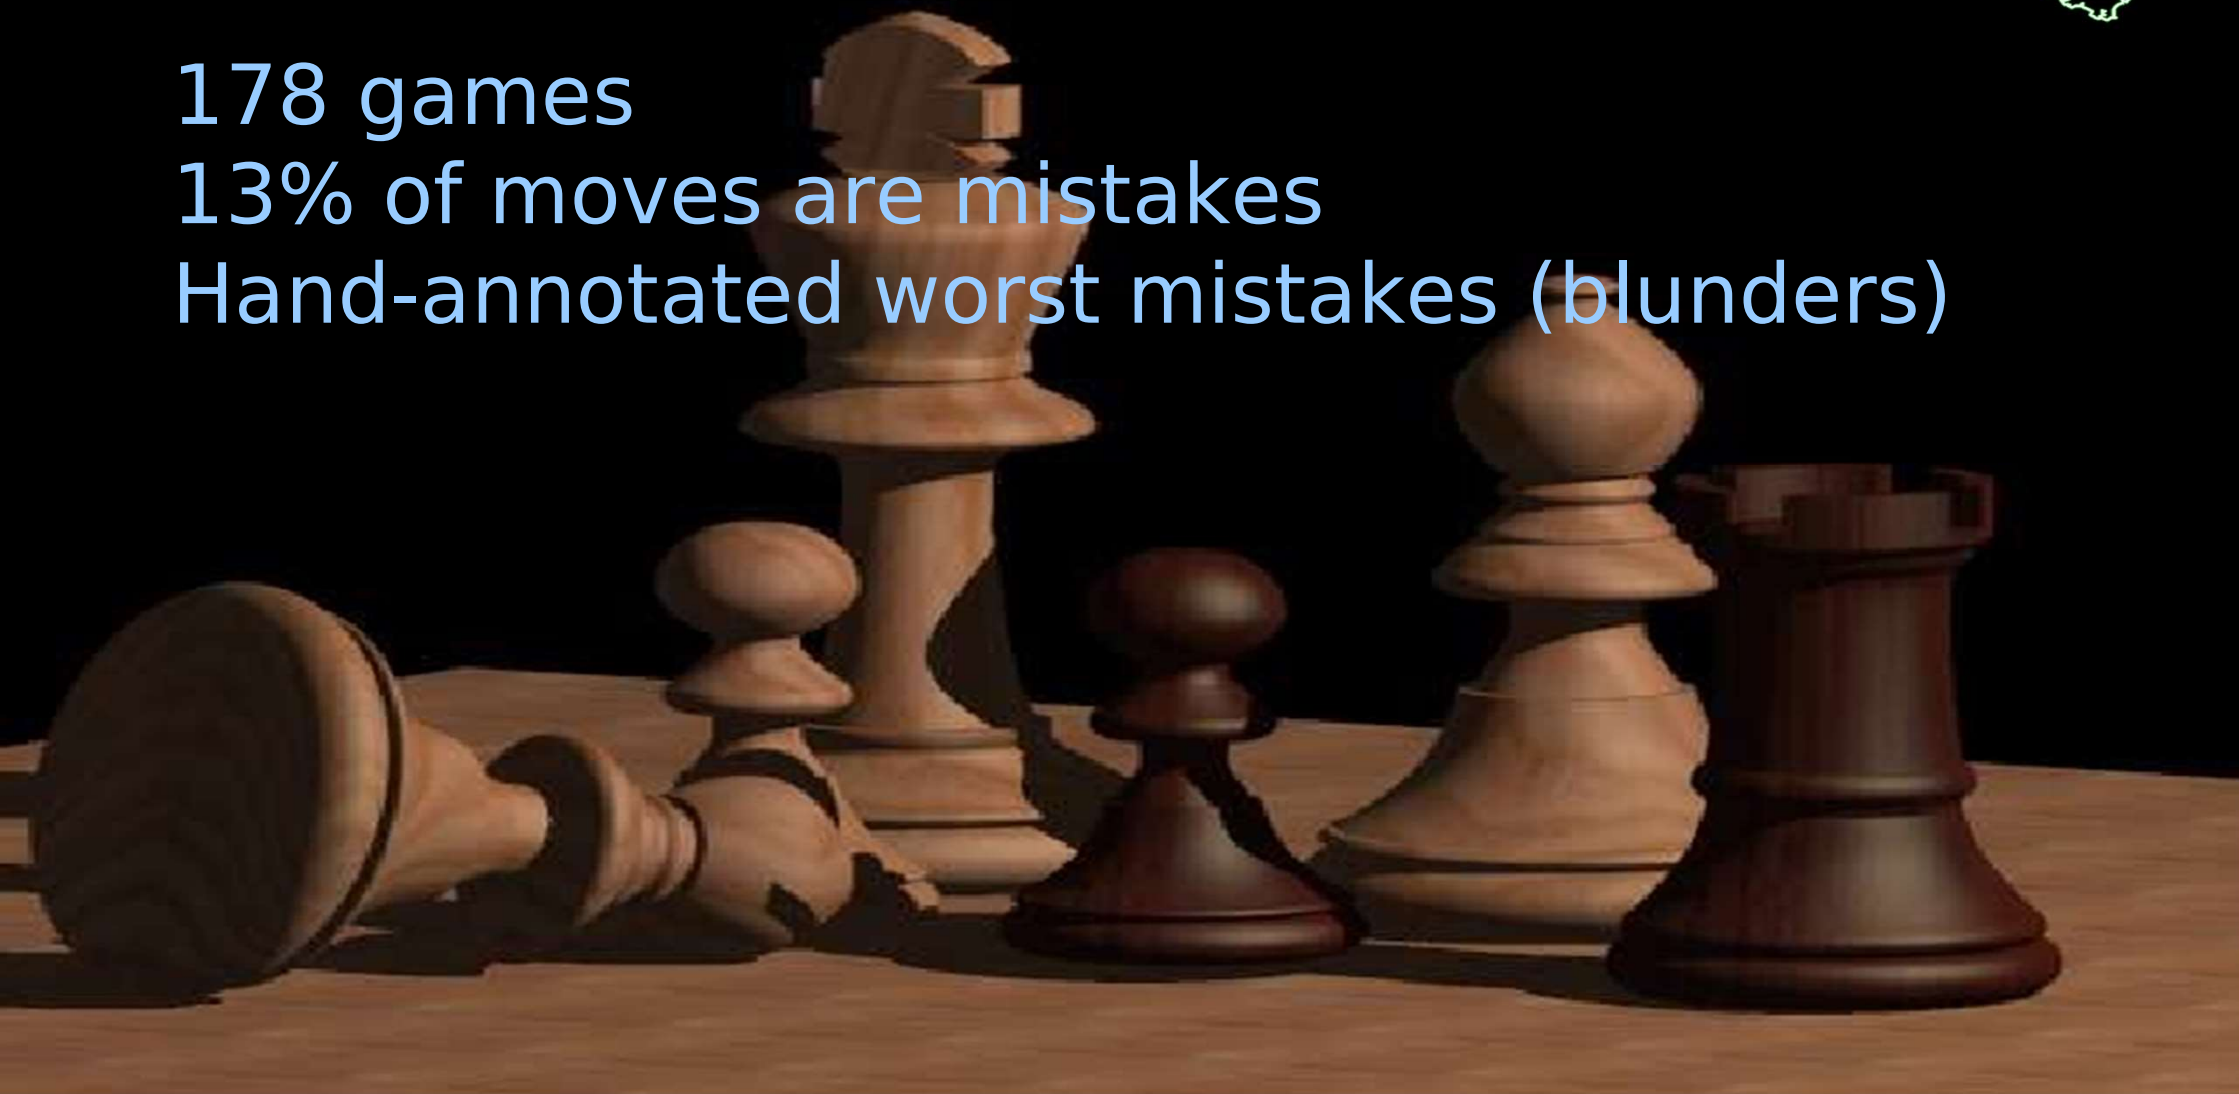 178 games
13% of moves are mistakes
Hand-annotated worst mistakes (blunders)